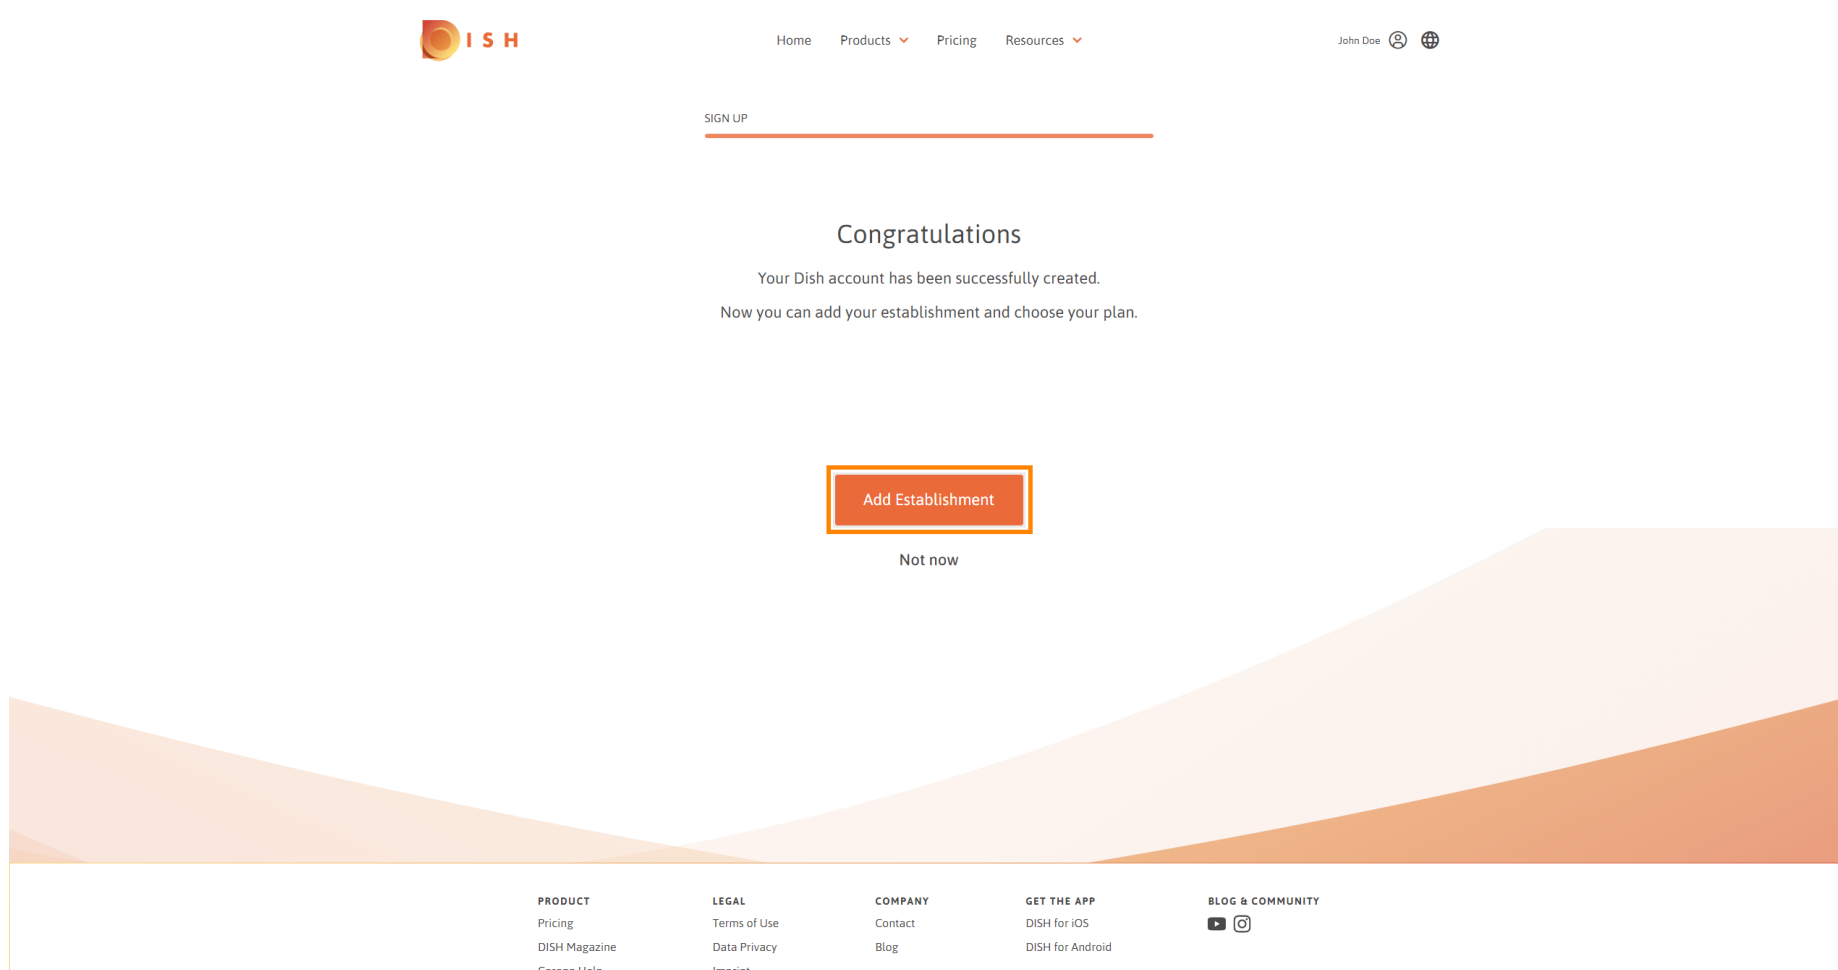 DISH
Home Products Pricing Resources
John Doe
SIGN UP
Congratulations
Your Dish account has been successfully created.
Now you can add your establishment and choose your plan.
Add Establishment
Not now
PRODUCT
Pricing
DISH Magazine
LEGAL
Terms of Use
Data Privacy
Imprint
COMPANY
Contact
Blog
GET THE APP
DISH for iOS
DISH for Android
BLOG & COMMUNITY